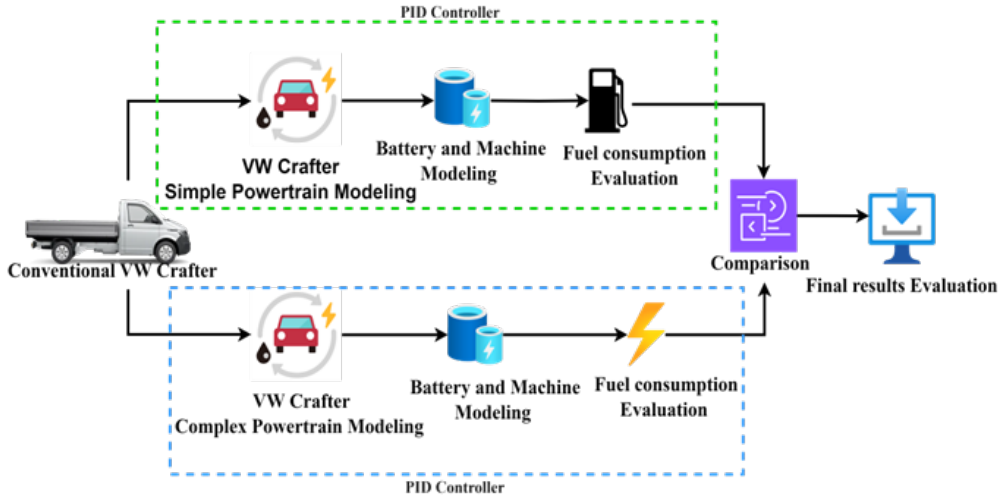 PID Controller
VW Crafter
Simple Powertrain Modeling
Battery and Machine
Modeling
Fuel consumption
Evaluation
Conventional VW Crafter
Comparison
Final results Evaluation
VW Crafter
Complex Powertrain Modeling
Battery and Machine
Modeling
Fuel consumption
Evaluation
PID Controller